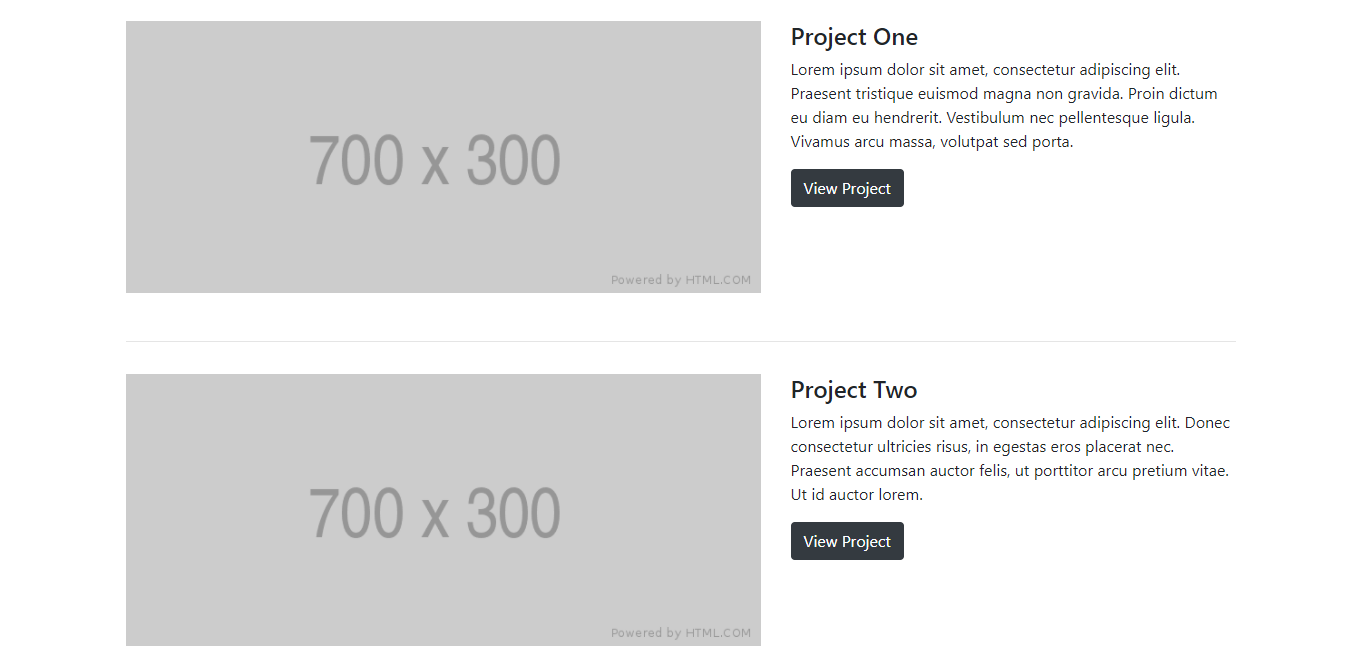 700 x 300
Powered by HTML.COM
Project One
Lorem ipsum dolor sit amet, consectetur adipiscing elit.
Praesent tristique euismod magna non gravida. Proin dictum
eu diam eu hendrerit. Vestibulum nec pellentesque ligula.
Vivamus arcu massa, volutpat sed porta.
View Project
700 x 300
Powered by HTML.COM
Project Two
Lorem ipsum dolor sit amet, consectetur adipiscing elit. Donec
consectetur ultricies risus, in egestas eros placerat nec.
Praesent accumsan auctor felis, ut porttitor arcu pretium vitae.
Ut id auctor lorem.
View Project